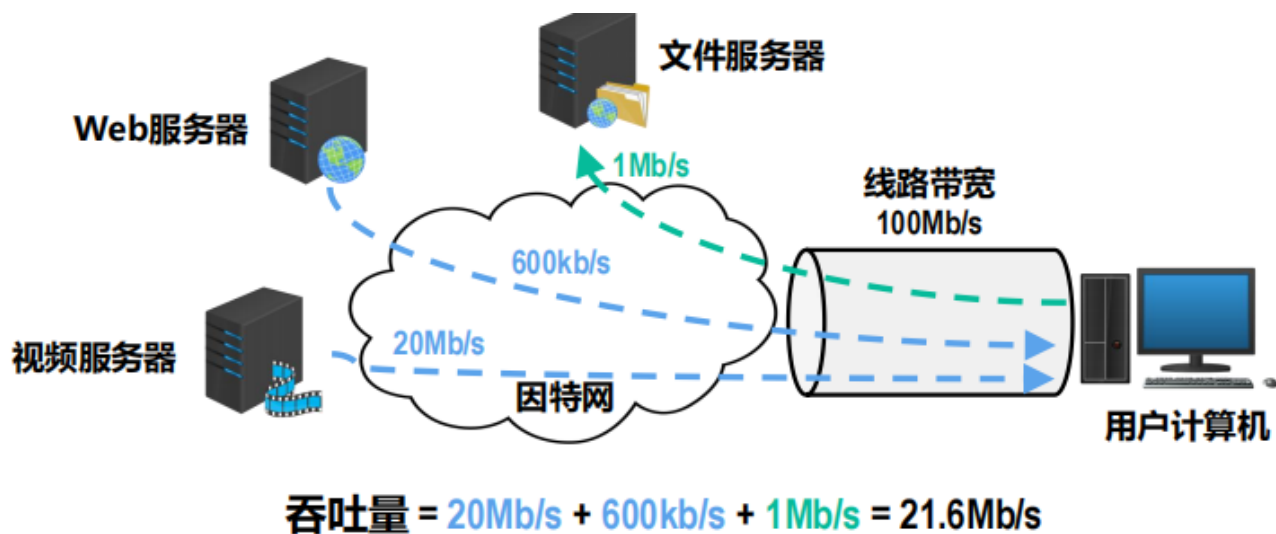 文件服务器
Web服务器
1Mb/s
线路带宽
100Mb/s
600kb/s
20Mb/s
视频服务器
因特网
用户计算机
吞吐量 = 20Mb/s + 600kb/s + 1Mb/s = 21.6Mb/s